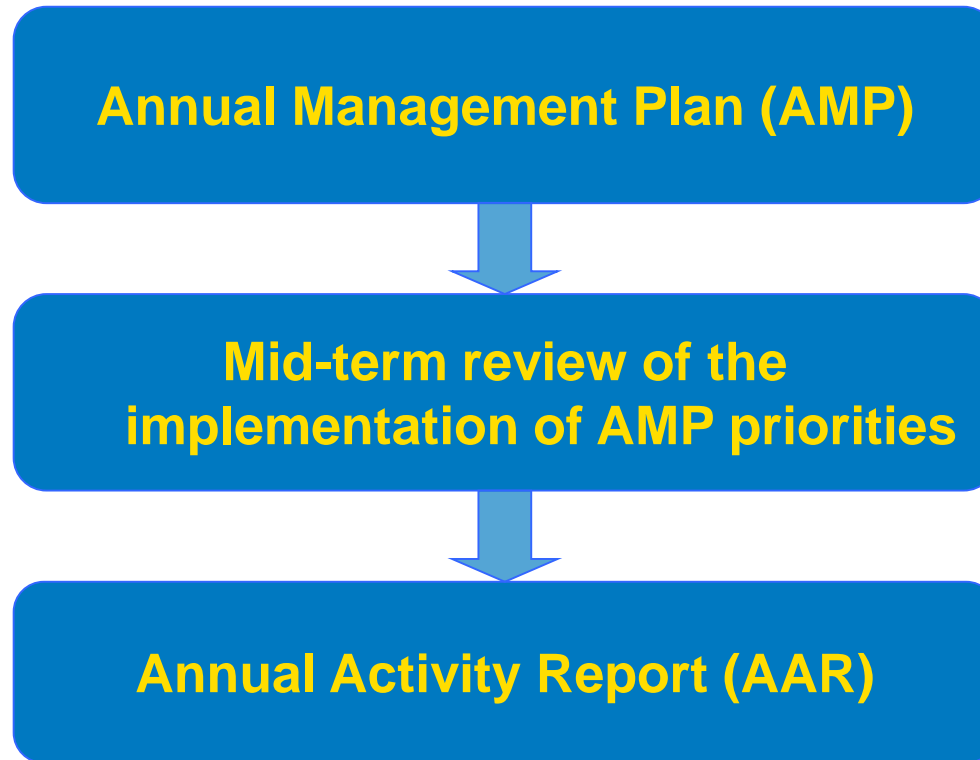 Annual Management Plan (AMP)
Mid-term review of the
implementation of AMP priorities
Annual Activity Report (AAR)